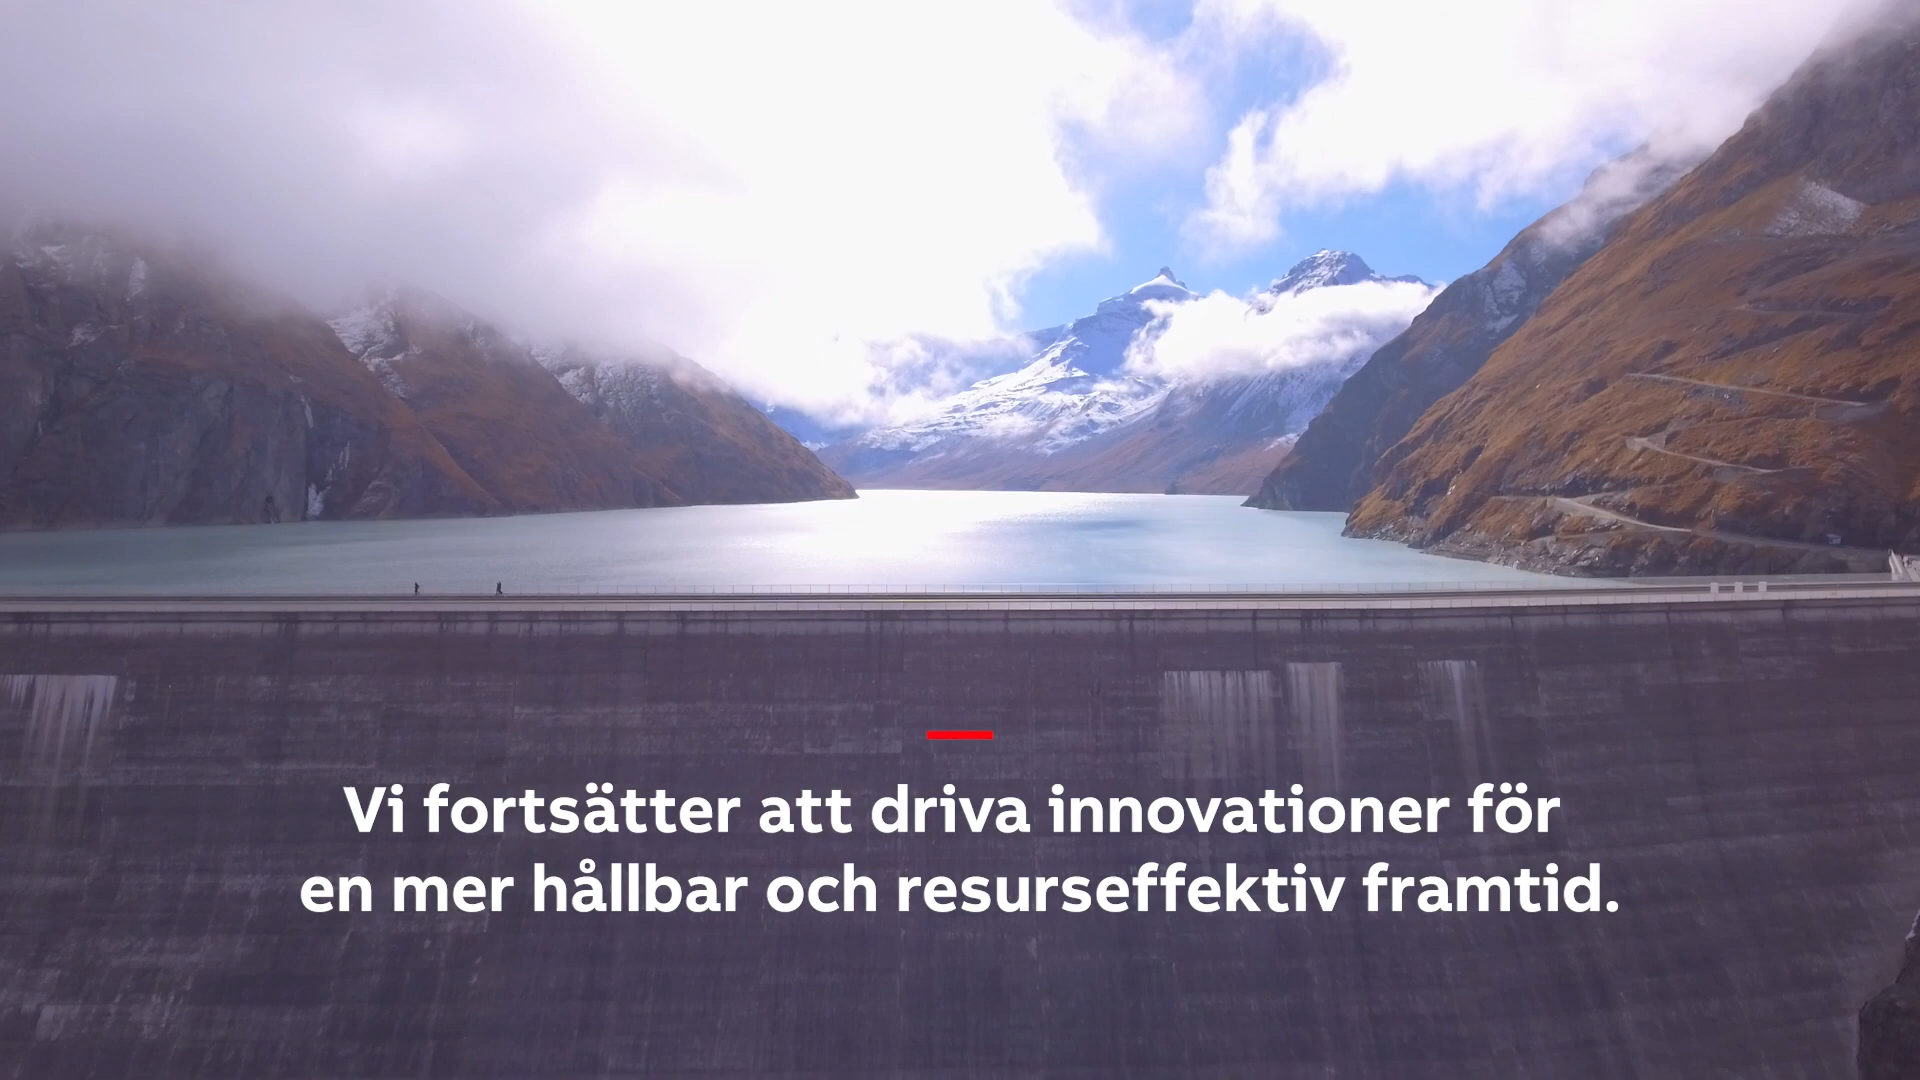 Vi fortsätter att driva innovationer för
en mer hållbar och resurseffektiv framtid.